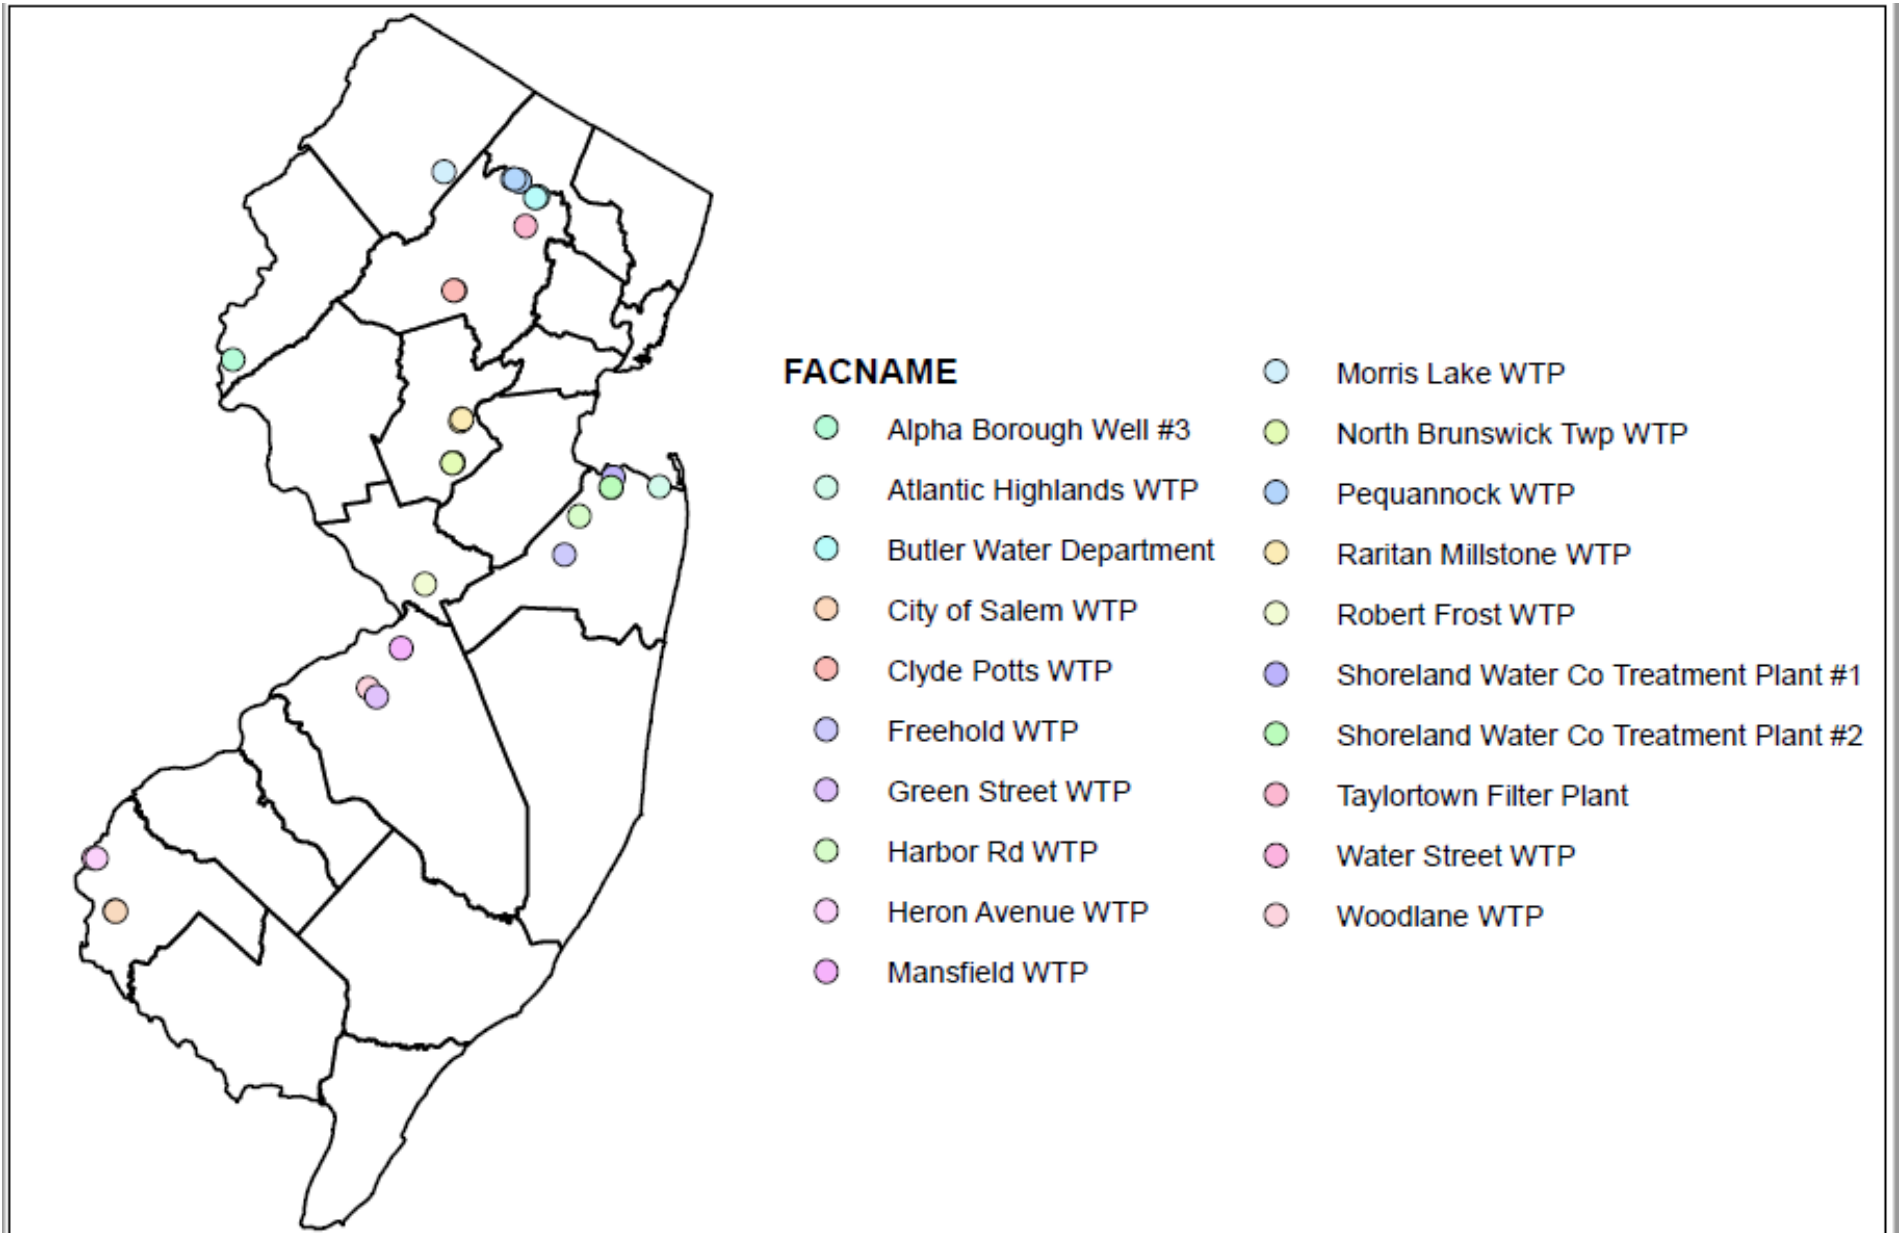 FACNAME
Alpha Borough Well #3
Atlantic Highlands WTP
Butler Water Department
City of Salem WTP
Clyde Potts WTP
Freehold WTP
Green Street WTP
Harbor Rd WTP
Heron Avenue WTP
Mansfield WTP
Morris Lake WTP
North Brunswick Twp WTP
Pequannock WTP
Raritan Millstone WTP
Robert Frost WTP
Shoreland Water Co Treatment Plant #1
Shoreland Water Co Treatment Plant #2
Taylortown Filter Plant
Water Street WTP
Woodlane WTP